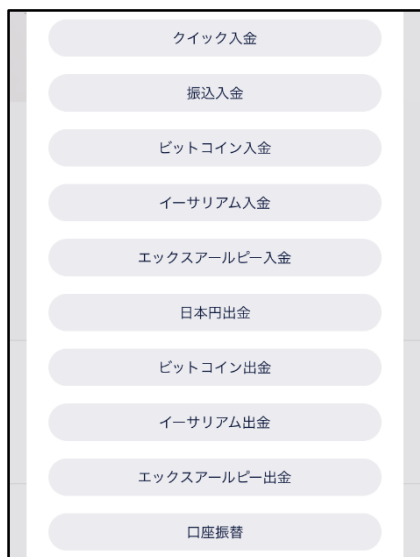 クイック入金
振込入金
ビットコイン入金
イーサリアム入金
エックスアールピー入金
日本円出金
ビットコイン出金
イーサリアム出金
エックスアールピー出金
口座振替